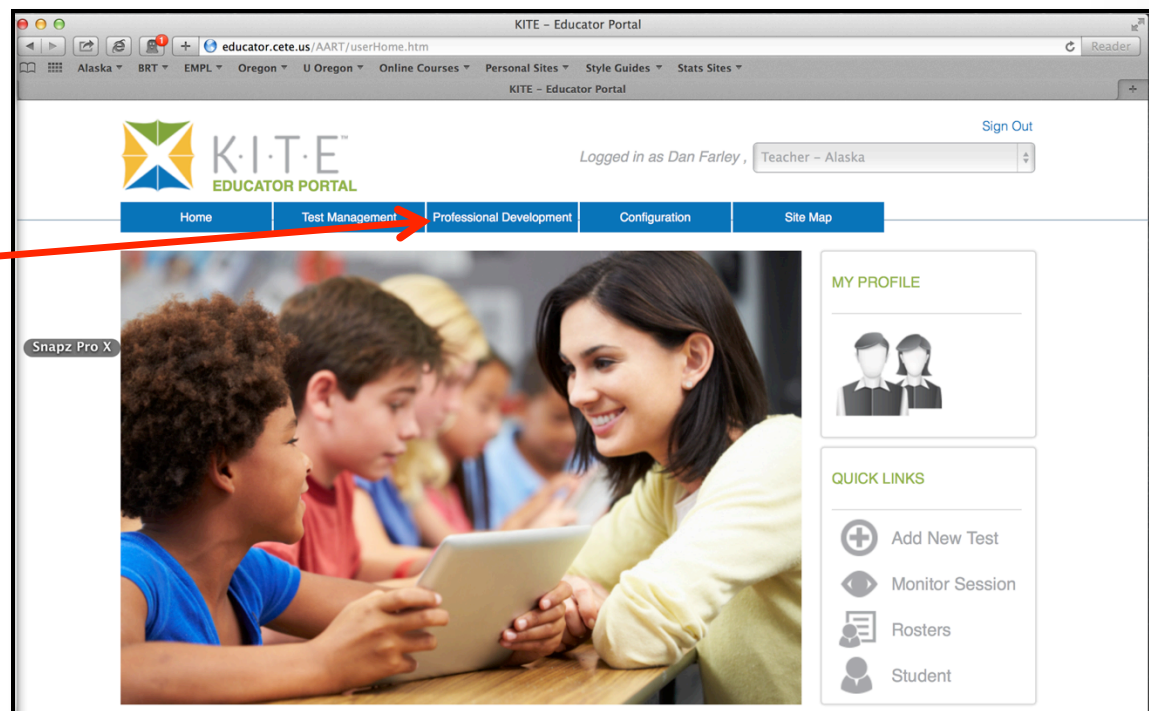 KITE – Educator Portal
1 + educator.cete.us/AART/userHome.htm Reader
Alaska BRT EMPL Oregon U Oregon Online Courses Personal Sites Style Guides Stats Sites
KITE – Educator Portal +
Sign Out
K·I·T·E™
EDUCATOR PORTAL
Logged in as Dan Farley , Teacher – Alaska
Home Test Management Professional Development Configuration Site Map
MY PROFILE
Snapz Pro X
QUICK LINKS
Add New Test
Monitor Session
Rosters
Student